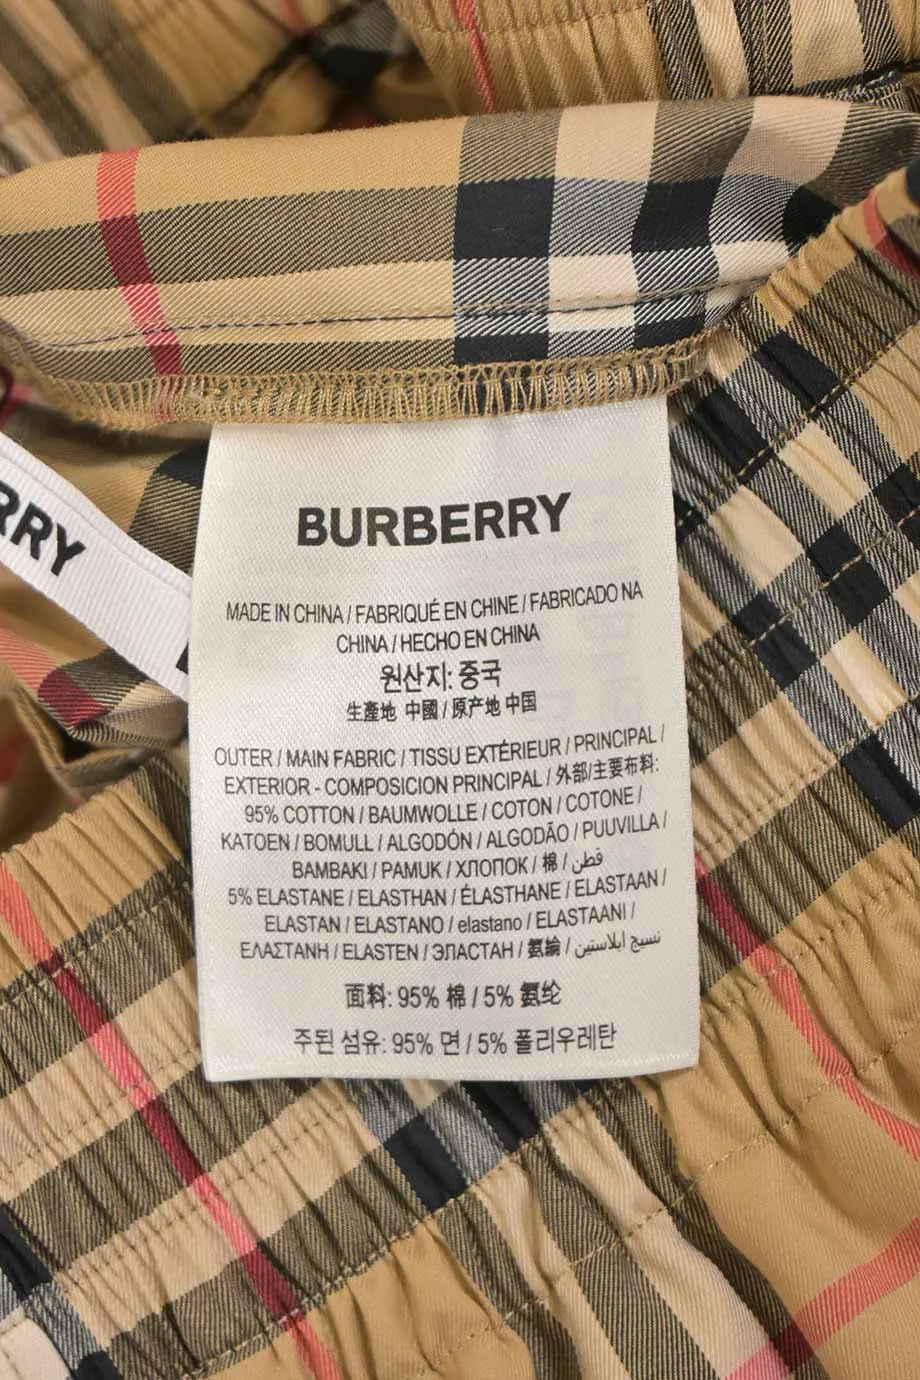 RRY
BURBERRY
MADE IN CHINA / FABRIQUÉ EN CHINE / FABRICADO NA
CHINA / HECHO EN CHINA
원산지: 중국
生產地 中國 / 原产地 中国
OUTER / MAIN FABRIC / TISSU EXTÉRIEUR / PRINCIPAL /
EXTERIOR - COMPOSICION PRINCIPAL / 外部/主要布料:
95% COTTON / BAUMWOLLE / COTON / COTONE /
KATOEN / BOMULL / ALGODÓN / ALGODÃO / PUUVILLA /
BAMBAKI / PAMUK / ХЛОПОК / 棉 / قطن
5% ELASTANE / ELASTHAN / ÉLASTHANE / ELASTAAN /
ELASTAN / ELASTANO / elastano / ELASTAANI /
ΕΛΑΣΤΑΝΗ / ELASTEN / ЭЛАСТАН / 氨綸 / نسيج ايلاستين
面料: 95% 棉 / 5% 氨纶
주된 섬유: 95% 면 / 5% 폴리우레탄